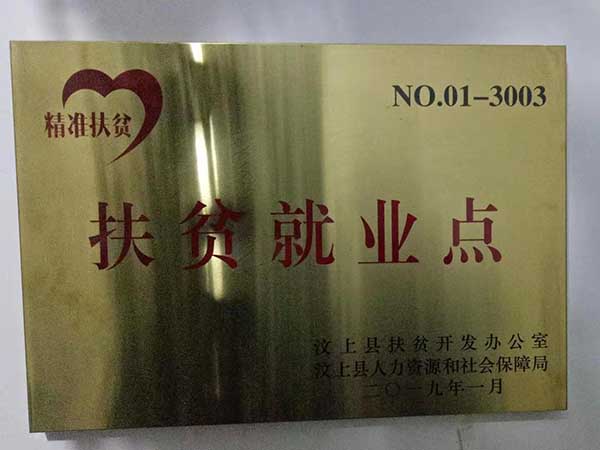 精准扶贫
NO.01-3003
扶贫就业点
汶上县扶贫开发办公室
汶上县人力资源和社会保障局
二〇一九年一月